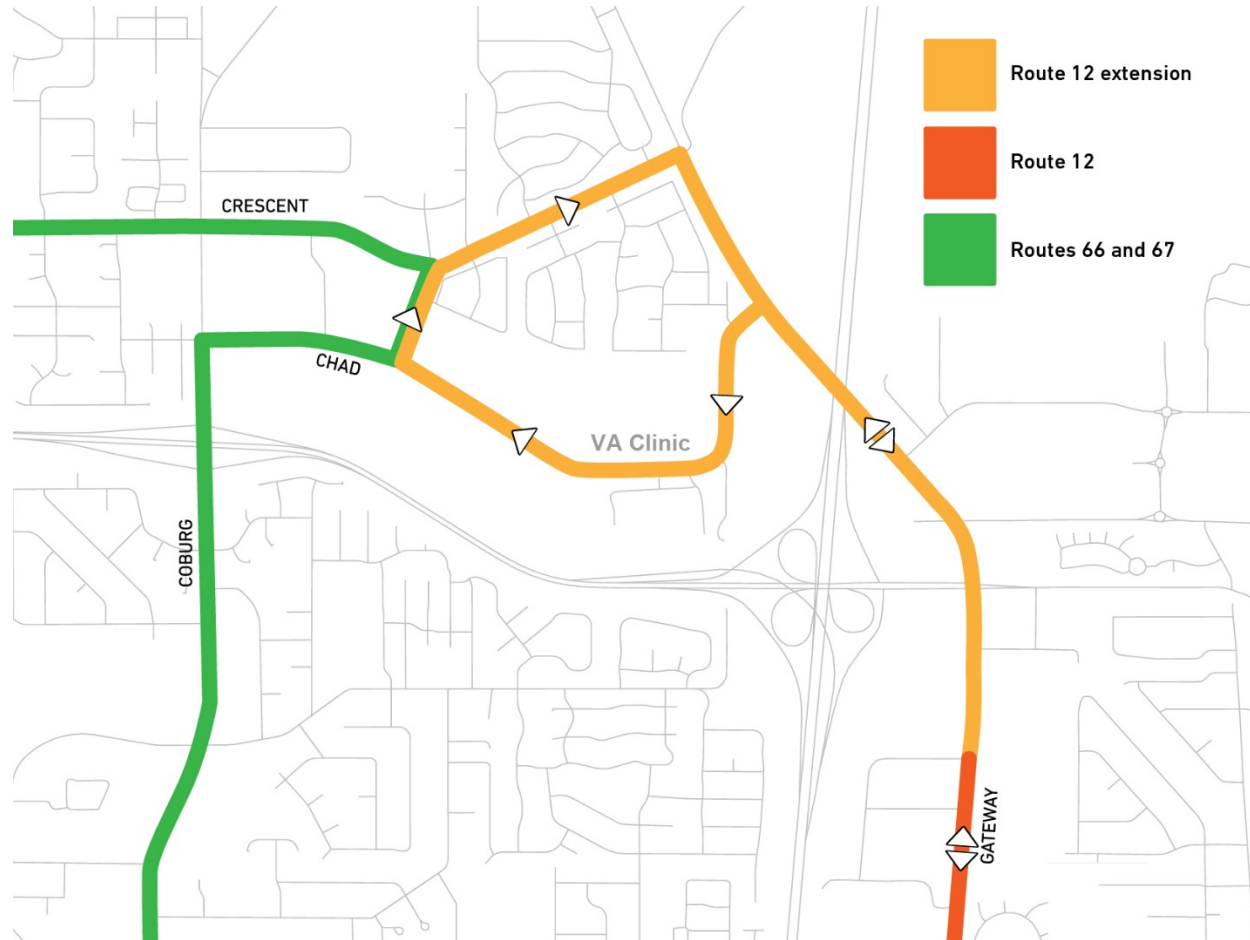 Route 12 extension
Route 12
Routes 66 and 67
CRESCENT
CHAD
VA Clinic
COBURG
GATEWAY